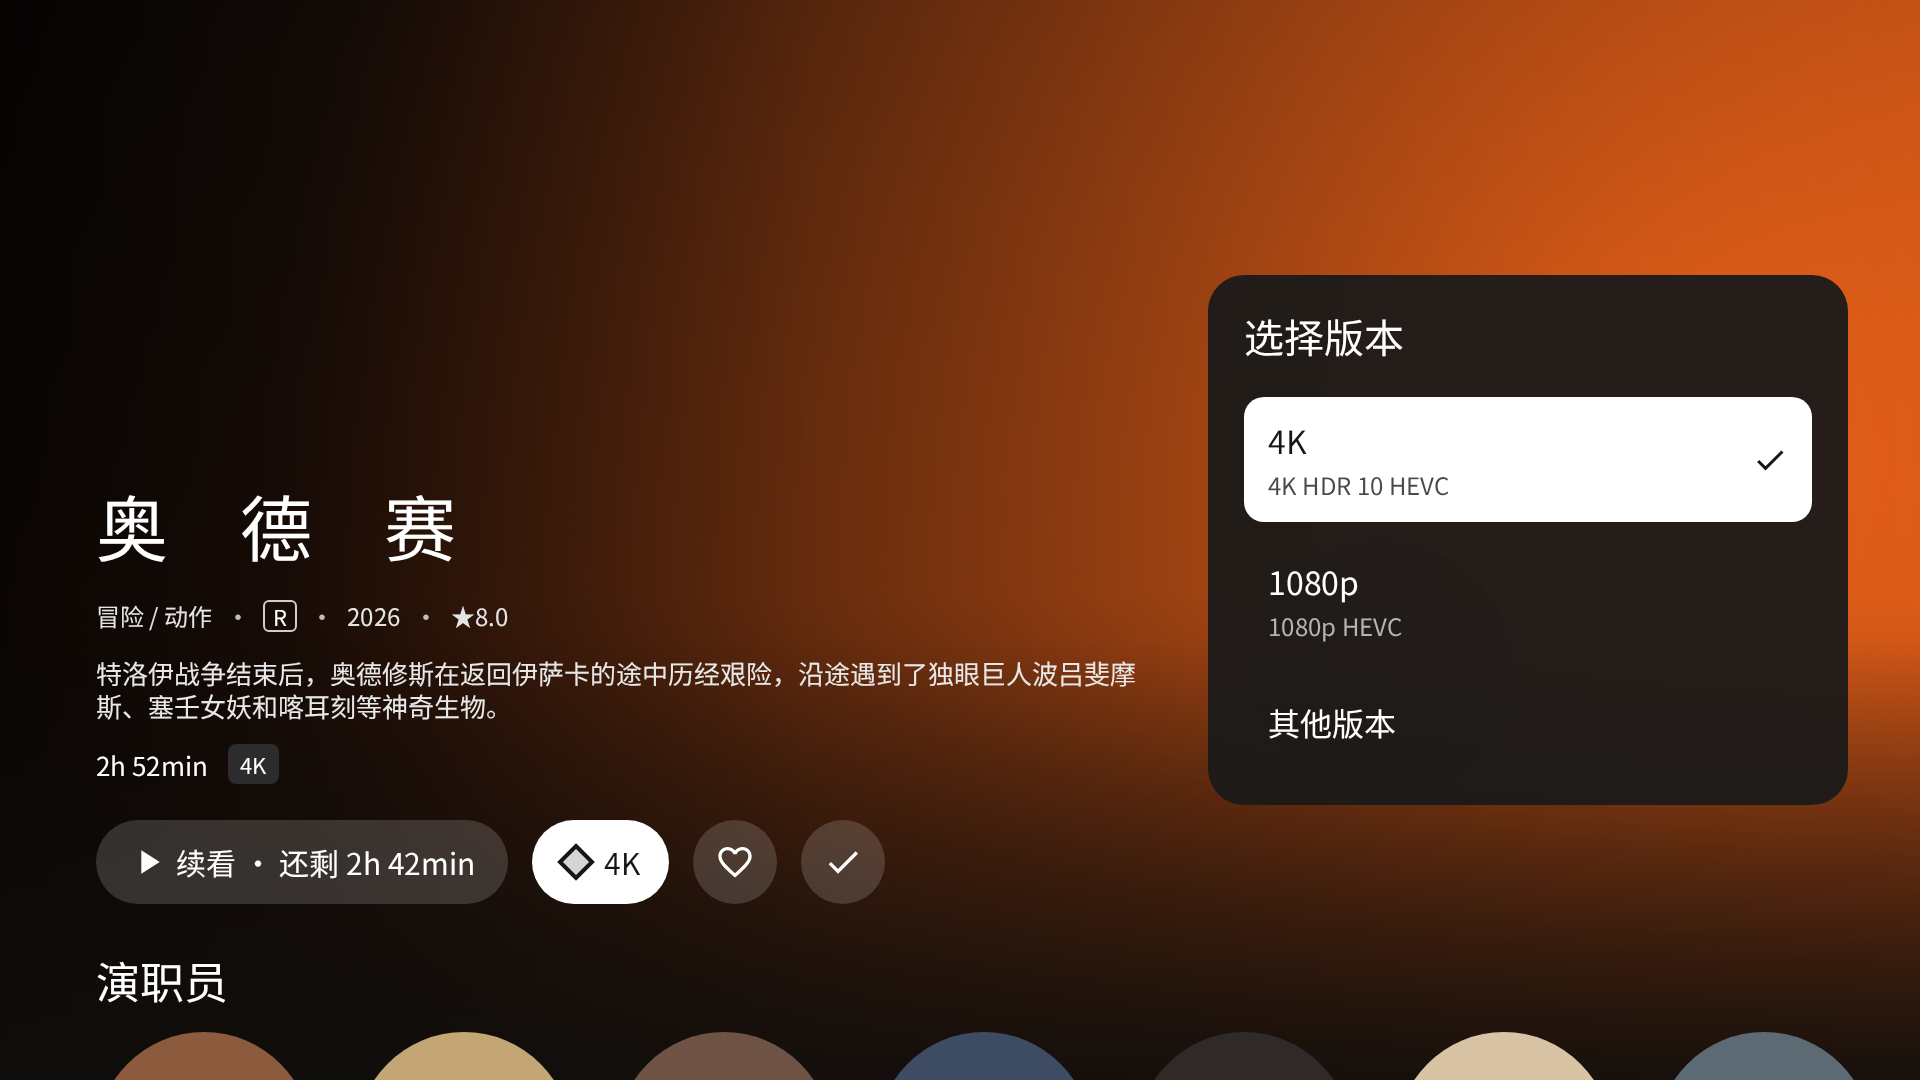 奥德赛
冒险 / 动作 • R • 2026 • ★8.0
特洛伊战争结束后，奥德修斯在返回伊萨卡的途中历经艰险，沿途遇到了独眼巨人波吕斐摩
斯、塞壬女妖和喀耳刻等神奇生物。
2h 52min 4K
续看 • 还剩 2h 42min
4K
演职员
选择版本
4K
4K HDR 10 HEVC
1080p
1080p HEVC
其他版本